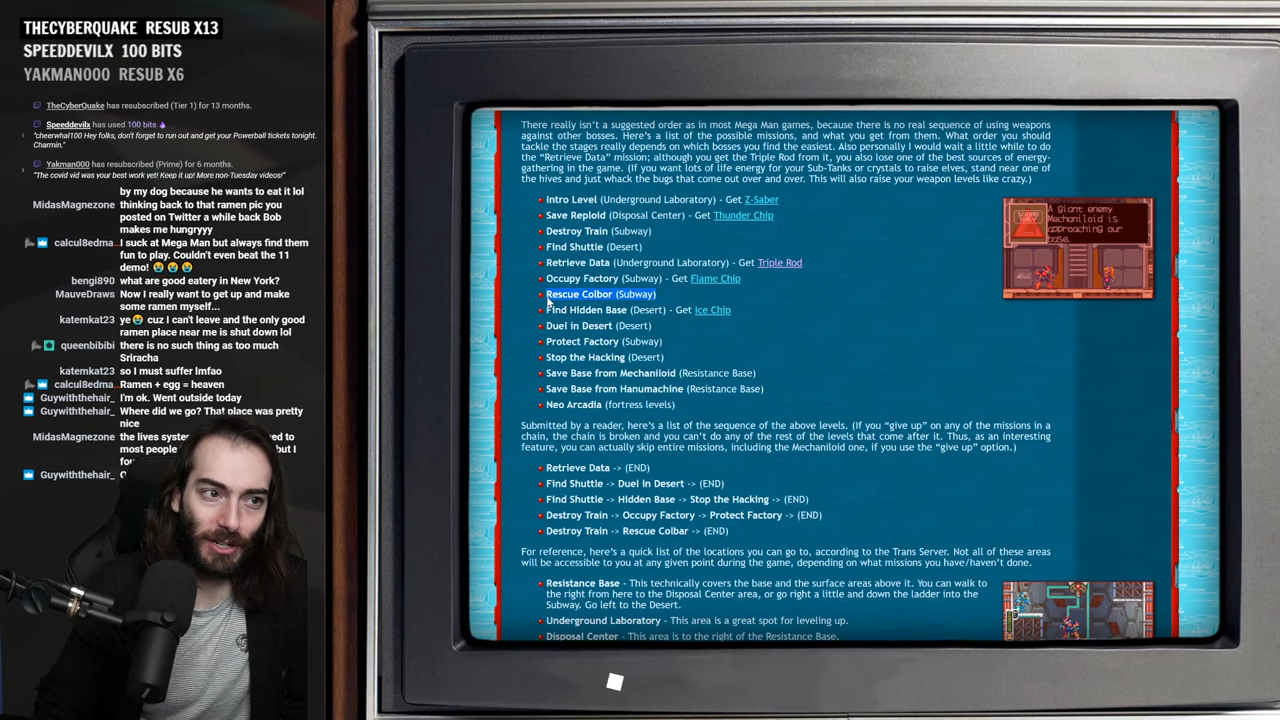 THECYBERQUAKE RESUB X13
SPEEDDEVILX 100 BITS
YAKMAN000 RESUB X6
TheCyberQuake has resubscribed (Tier 1) for 13 months.
Speeddevilx has used 100 bits
"cheerwhal100 Hey folks, don't forget to run out and get your Powerball tickets tonight.
Charmin."
Yakman000 has resubscribed (Prime) for 6 months.
"The covid vid was your best work yet! Keep it up! More non-Tuesday videos!"
by my dog because he wants to eat it lol
MidasMagnezone thinking back to that ramen pic you
posted on Twitter a while back Bob
makes me hungryyy
calcul8edma... I suck at Mega Man but always find them
fun to play. Couldn't even beat the 11
demo! 😭 😭 😭
bengi890 what are good eatery in New York?
MauveDraws Now I really want to get up and make
some ramen myself...
katemkat23 ye😭 cuz I can't leave and the only good
ramen place near me is shut down lol
queenbibibi there is no such thing as too much
Sriracha
katemkat23 so I must suffer lmfao
calcul8edma... Ramen + egg = heaven
Guywiththehair_ I'm ok. Went outside today
Guywiththehair_ Where did we go? That place was pretty
nice
MidasMagnezone the lives syste
Guywiththehair_
There really isn't a suggested order as in most Mega Man games, because there is no real sequence of using weapons
against other bosses. Here's a list of the possible missions, and what you get from them. What order you should
tackle the stages really depends on which bosses you find the easiest. Also personally I would wait a little while to do
the "Retrieve Data" mission; although you get the Triple Rod from it, you also lose one of the best sources of energy-
gathering in the game. (If you want lots of life energy for your Sub-Tanks or crystals to raise elves, stand near one of
the hives and just whack the bugs that come out over and over. This will also raise your weapon levels like crazy.)
Intro Level (Underground Laboratory) - Get Z-Saber
Save Reploid (Disposal Center) - Get Thunder Chip
Destroy Train (Subway)
Find Shuttle (Desert)
Retrieve Data (Underground Laboratory) - Get Triple Rod
Occupy Factory (Subway) - Get Flame Chip
Rescue Colbor (Subway)
Find Hidden Base (Desert) - Get Ice Chip
Duel in Desert (Desert)
Protect Factory (Subway)
Stop the Hacking (Desert)
Save Base from Mechaniloid (Resistance Base)
Save Base from Hanumachine (Resistance Base)
Neo Arcadia (fortress levels)
A giant enemy
Mechaniloid is
approaching our
base.
SOUND
ONLY
Submitted by a reader, here's a list of the sequence of the above levels. (If you "give up" on any of the missions in a
chain, the chain is broken and you can't do any of the rest of the levels that come after it. Thus, as an interesting
feature, you can actually skip entire missions, including the Mechaniloid one, if you use the "give up" option.)
Retrieve Data -> (END)
Find Shuttle -> Duel in Desert -> (END)
Find Shuttle -> Hidden Base -> Stop the Hacking -> (END)
Destroy Train -> Occupy Factory -> Protect Factory -> (END)
Destroy Train -> Rescue Colbar -> (END)
For reference, here's a quick list of the locations you can go to, according to the Trans Server. Not all of these areas
will be accessible to you at any given point during the game, depending on what missions you have/haven't done.
Resistance Base - This technically covers the base and the surface areas above it. You can walk to
the right from here to the Disposal Center area, or go right a little and down the ladder into the
Subway. Go left to the Desert.
Underground Laboratory - This area is a great spot for leveling up.
Disposal Center - This area is to the right of the Resistance Base.